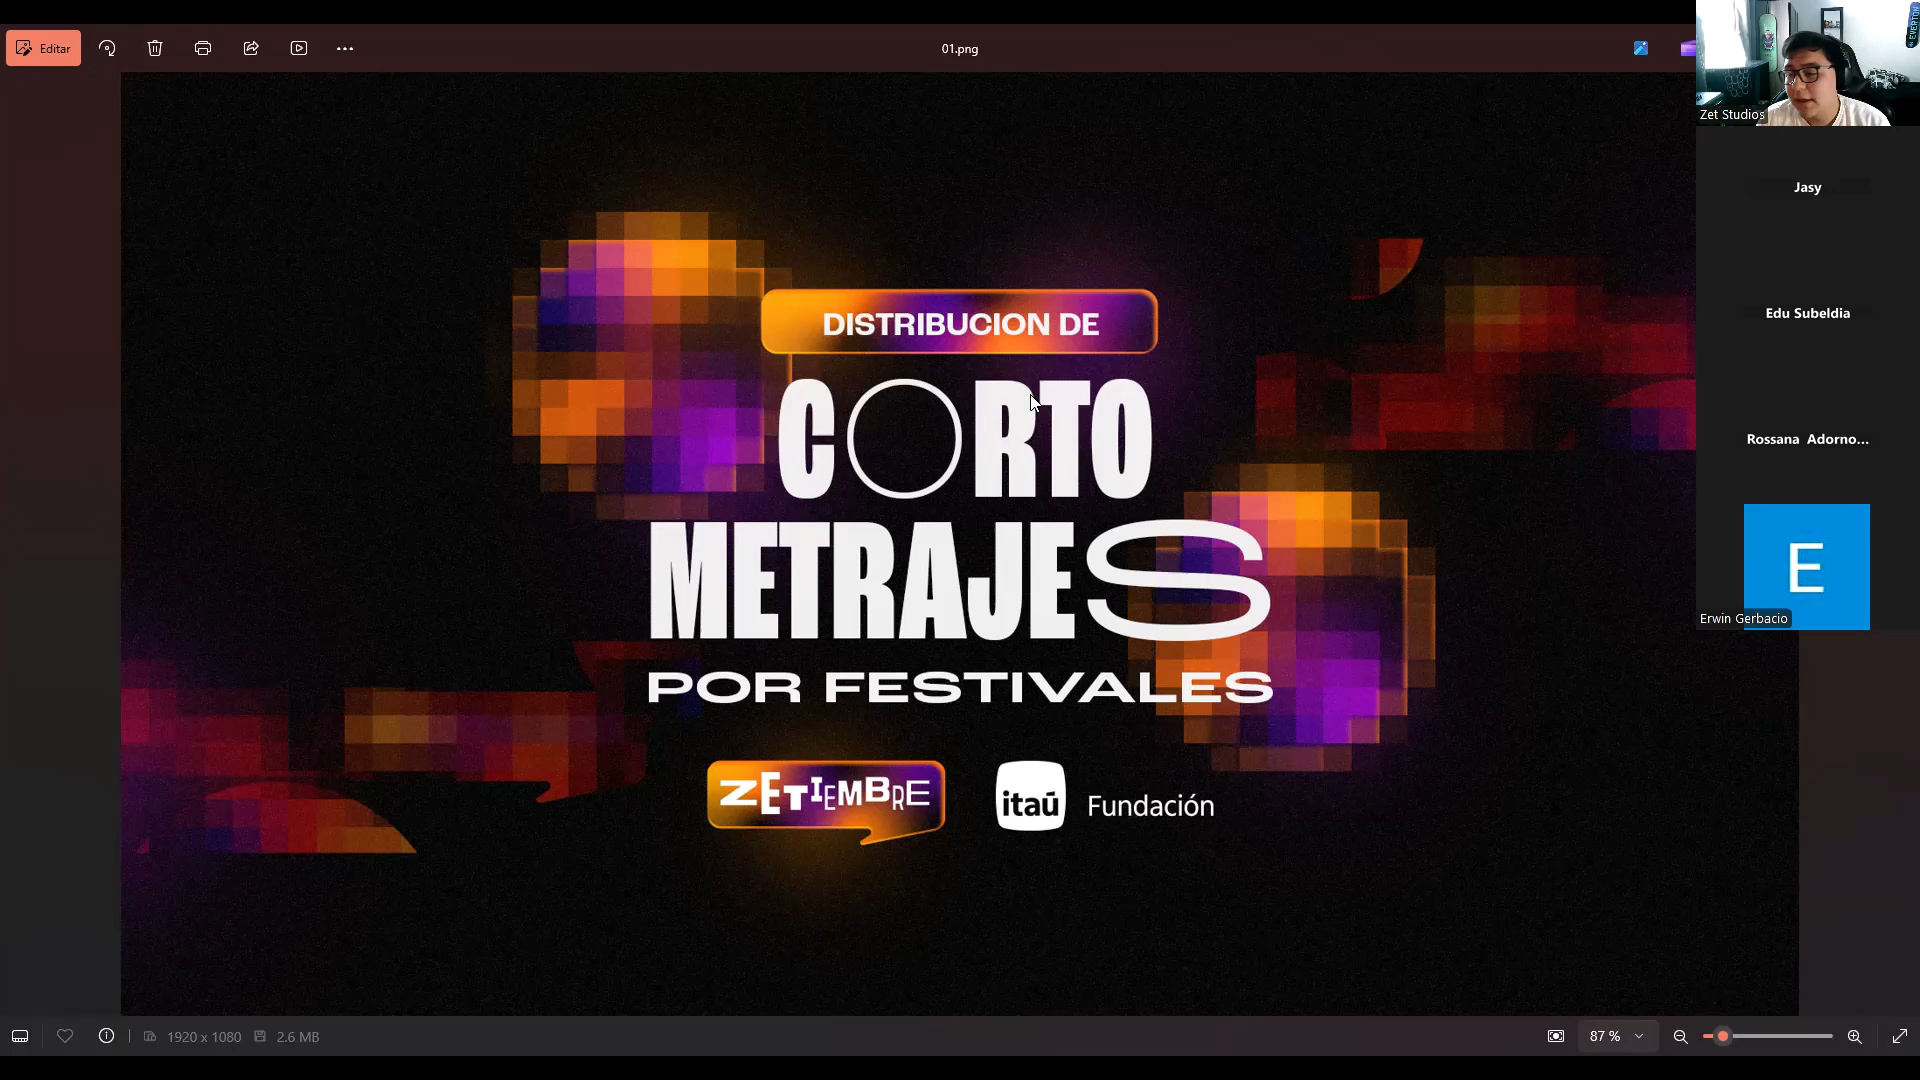 Editar
01.png
DISTRIBUCION DE
CORTO
METRAJES
POR FESTIVALES
ZETIEMBRE
itaú Fundación
EVERTON
Zet Studios
Jasy
Edu Subeldia
Rossana Adorno...
E
Erwin Gerbacio
1920 x 1080
2.6 MB
87 %